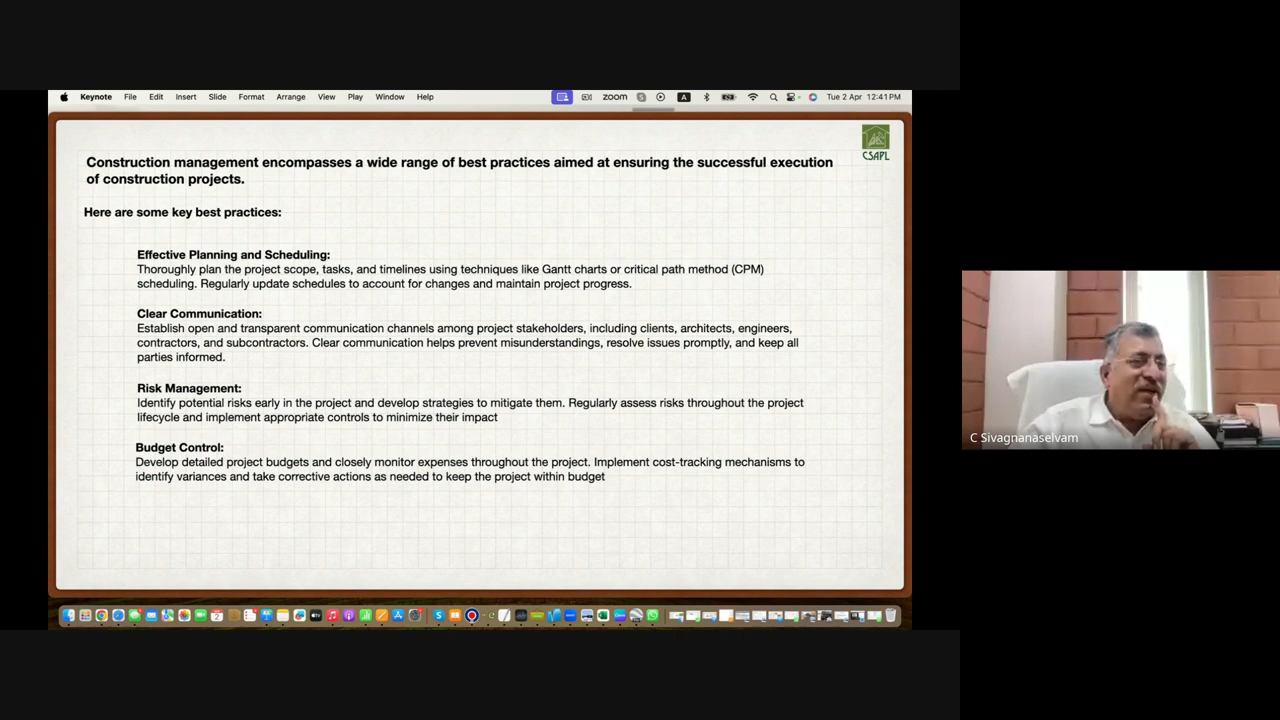 Keynote File Edit Insert Slide Format Arrange View Play Window Help zoom A Tue 2 Apr 12:41 PM
CSAPL
Construction management encompasses a wide range of best practices aimed at ensuring the successful execution
of construction projects.
Here are some key best practices:
Effective Planning and Scheduling:
Thoroughly plan the project scope, tasks, and timelines using techniques like Gantt charts or critical path method (CPM)
scheduling. Regularly update schedules to account for changes and maintain project progress.
Clear Communication:
Establish open and transparent communication channels among project stakeholders, including clients, architects, engineers,
contractors, and subcontractors. Clear communication helps prevent misunderstandings, resolve issues promptly, and keep all
parties informed.
Risk Management:
Identify potential risks early in the project and develop strategies to mitigate them. Regularly assess risks throughout the project
lifecycle and implement appropriate controls to minimize their impact
Budget Control:
Develop detailed project budgets and closely monitor expenses throughout the project. Implement cost-tracking mechanisms to
identify variances and take corrective actions as needed to keep the project within budget
C Sivagnanaselvam